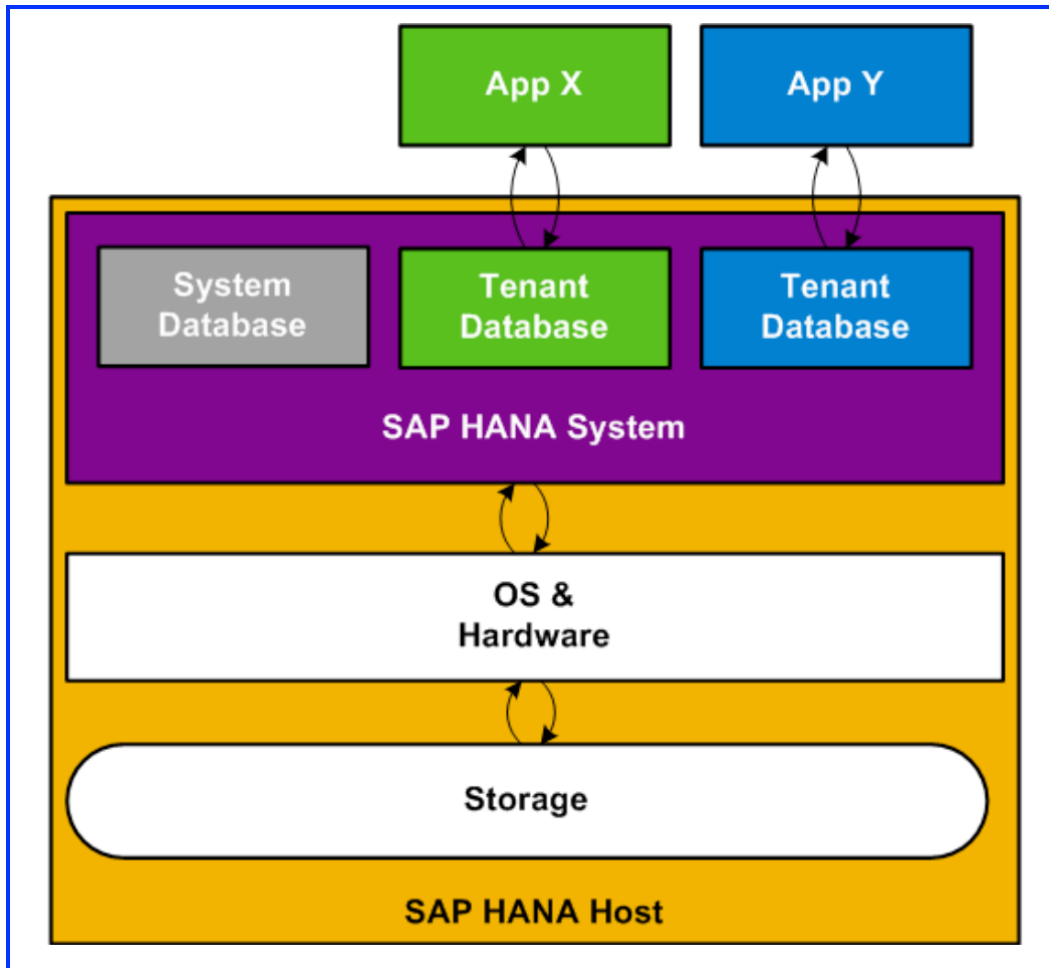 App X
App Y
System
Database
Tenant
Database
Tenant
Database
SAP HANA System
OS &
Hardware
Storage
SAP HANA Host